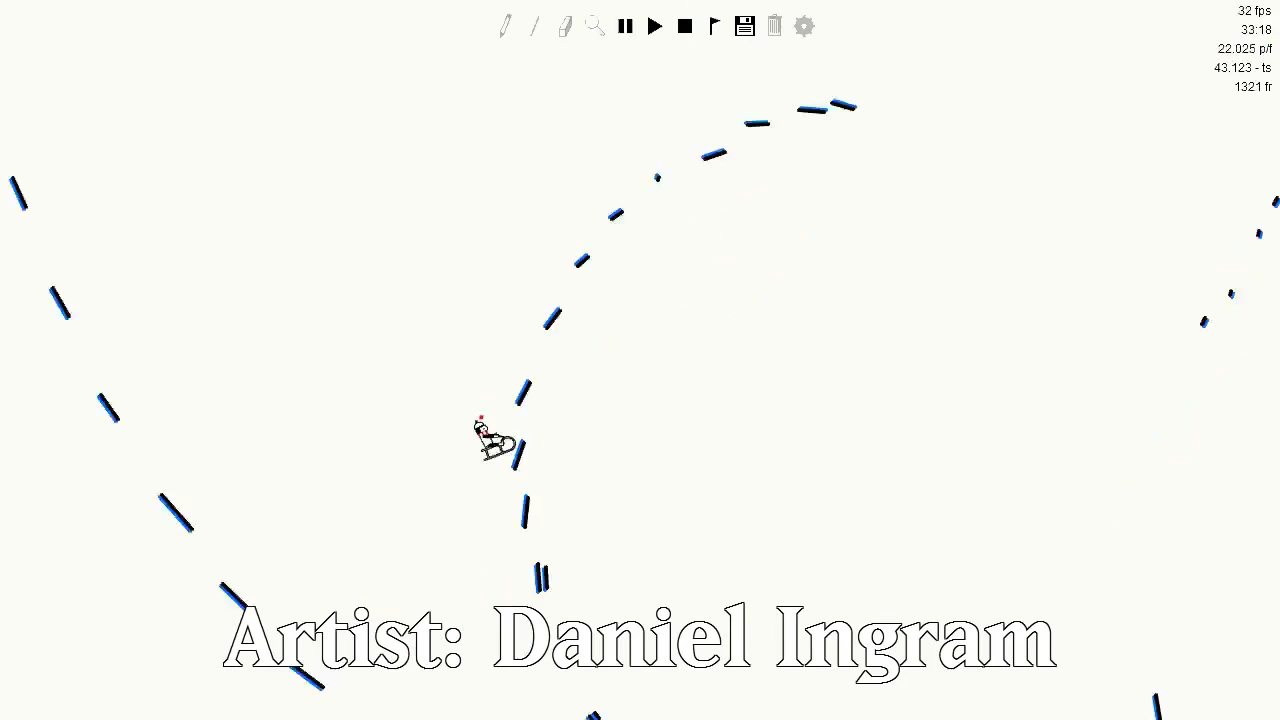 32 fps
33:18
22.025 p/f
43.123 - ts
1321 fr
Artist: Daniel Ingram